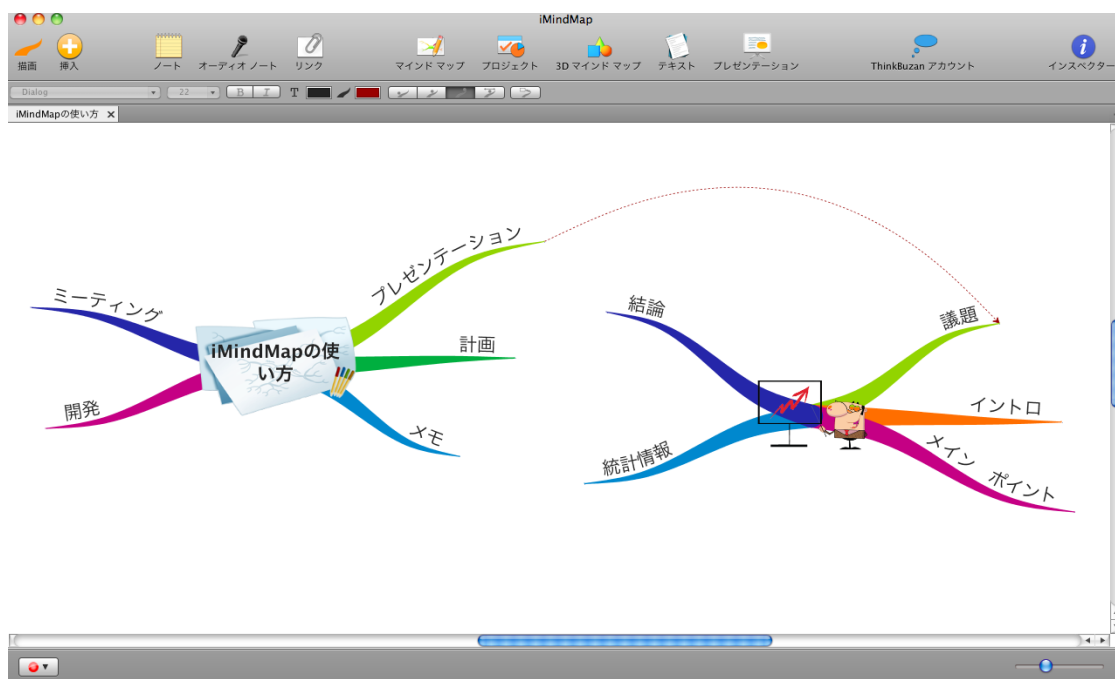 iMindMap
描画 挿入 ノート オーディオ ノート リンク マインド マップ プロジェクト 3D マインド マップ テキスト プレゼンテーション ThinkBuzan アカウント インスペクター
Dialog 22 B I T
iMindMapの使い方
ミーティング
プレゼンテーション
iMindMapの使
い方
計画
開発
メモ
結論
議題
イントロ
統計情報
メイン ポイント